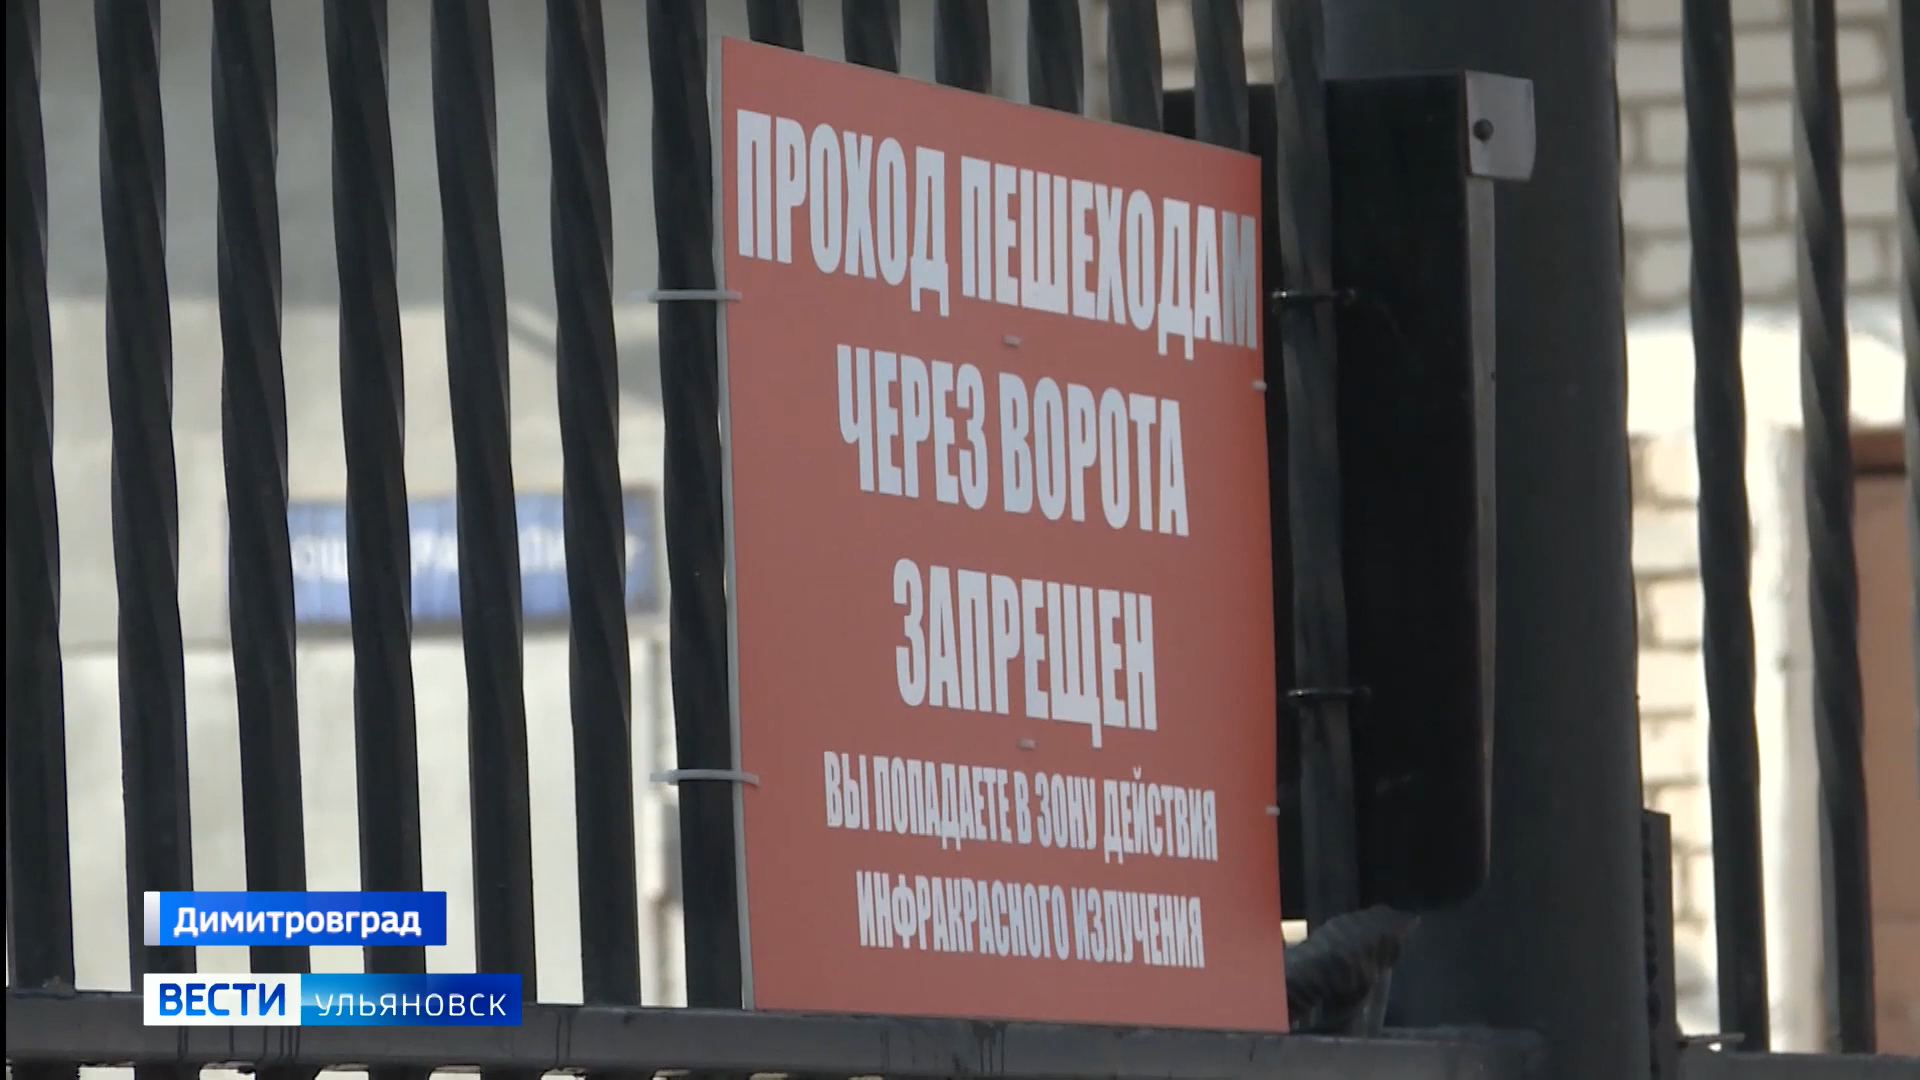 ПРОХОД ПЕШЕХОДАМ
ЧЕРЕЗ ВОРОТА
ЗАПРЕЩЕН
ВЫ ПОПАДАЕТЕ В ЗОНУ ДЕЙСТВИЯ
ИНФРАКРАСНОГО ИЗЛУЧЕНИЯ
Димитровград
ВЕСТИ УЛЬЯНОВСК